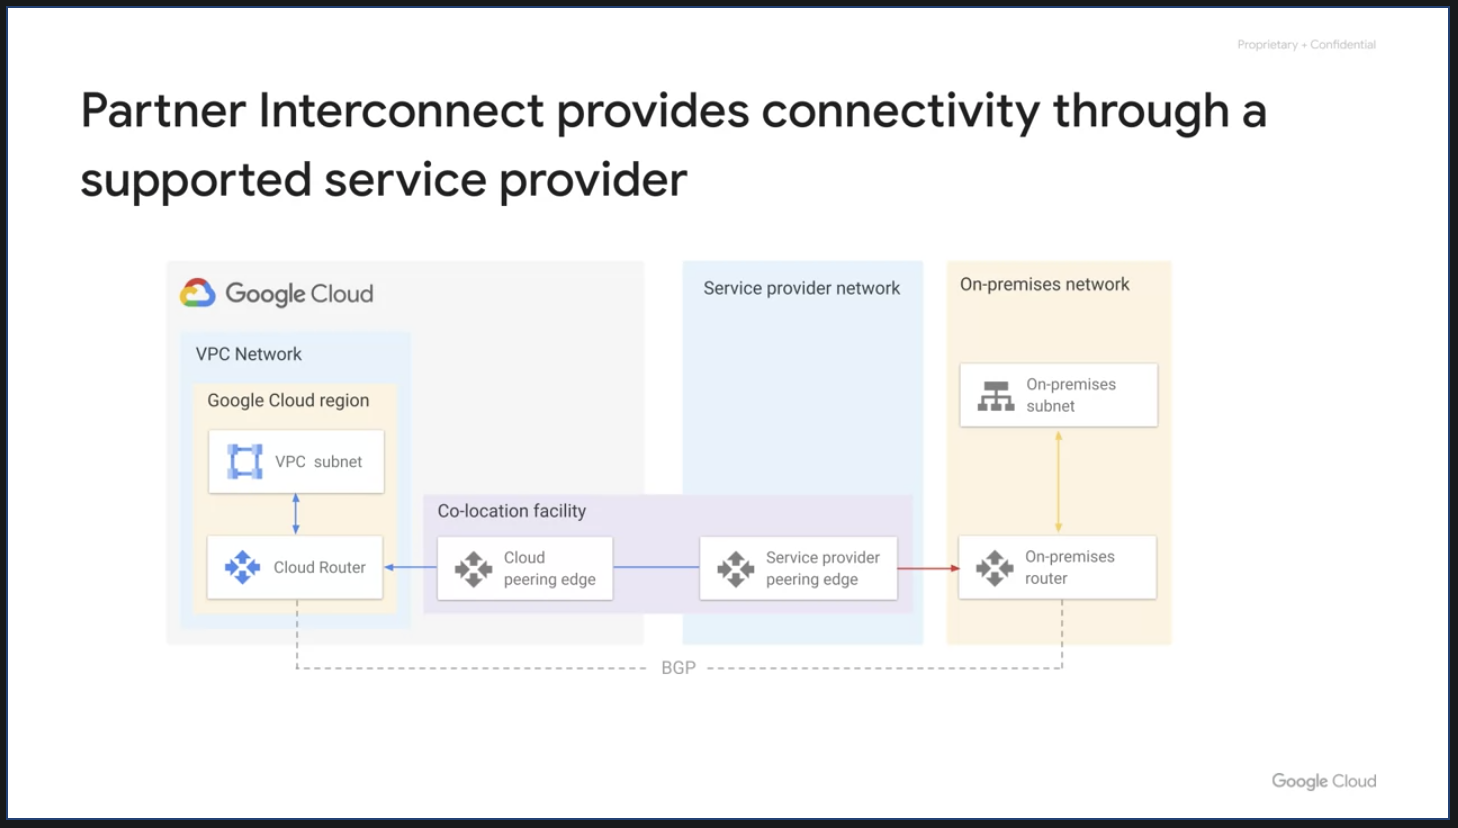 Proprietary + Confidential
Partner Interconnect provides connectivity through a
supported service provider
Google Cloud
VPC Network
Google Cloud region
VPC subnet
Cloud Router
Co-location facility
Cloud
peering edge
Service provider network
Service provider
peering edge
On-premises network
On-premises
subnet
On-premises
router
BGP
Google Cloud